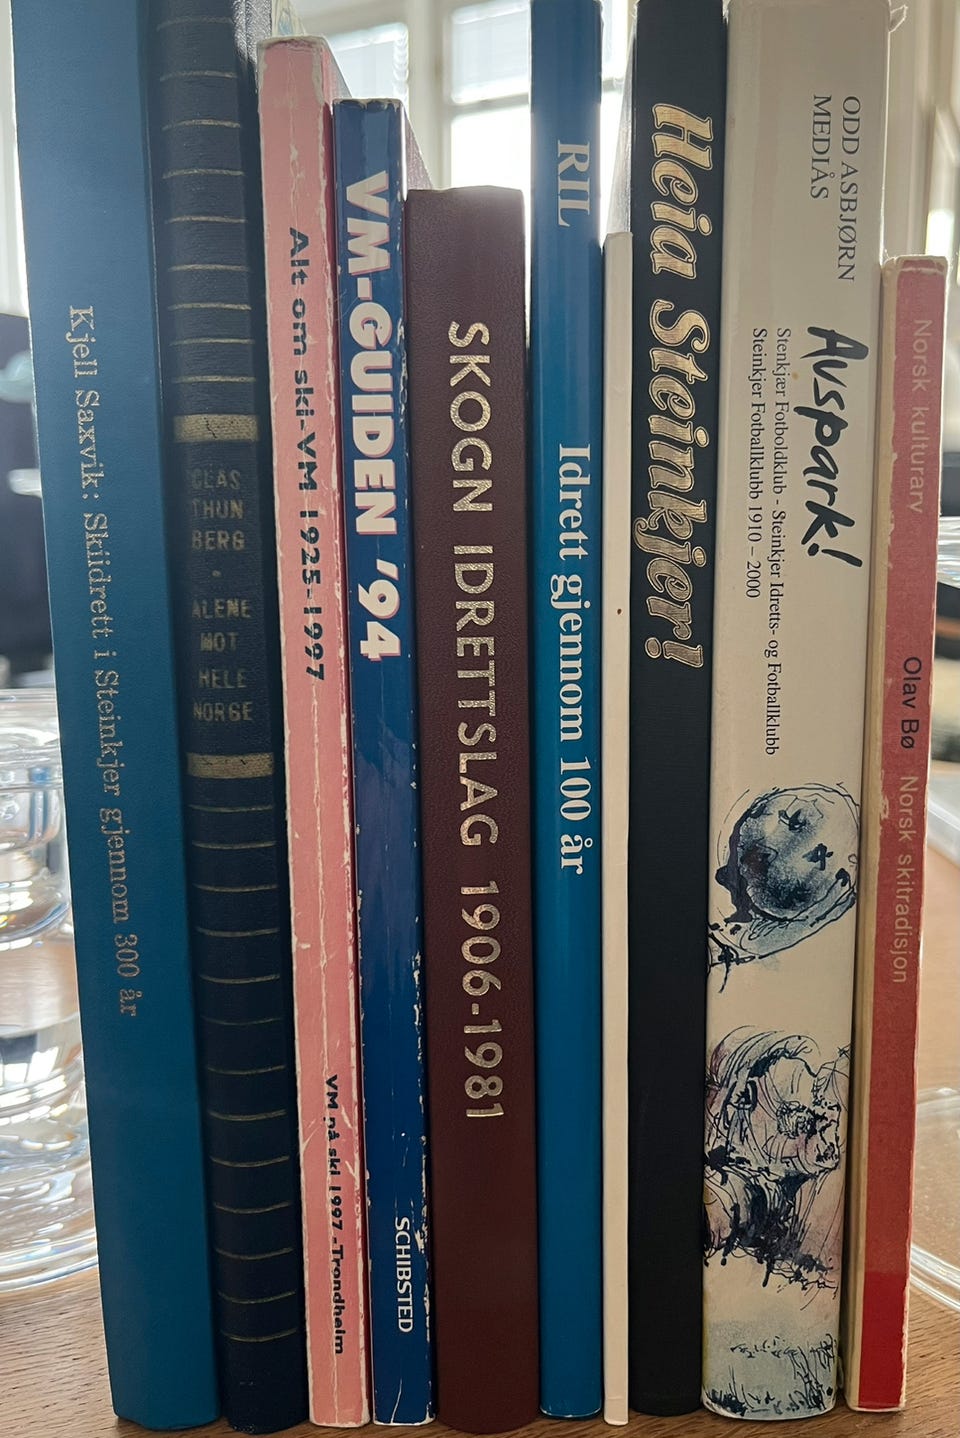 Kjell Saxvik: Skiidrett i Steinkjer gjennom 300 år
CLAS
THUN
BERG
•
ALENE
MOT
HELE
NORGE
Alt om ski-VM 1925-1997
VM på ski 1997 -Trondheim
VM-GUIDEN '94
SCHIBSTED
SKOGN IDRETTSLAG 1906-1981
RIL
Idrett gjennom 100 år
Heia Steinkjer!
ODD ASBJØRN
MEDIÅS
Avspark!
Stenkjær Fotboldklub - Steinkjer Idretts- og Fotballklubb
Steinkjer Fotballklubb 1910 – 2000
Norsk kulturarv
Olav Bø Norsk skitradisjon